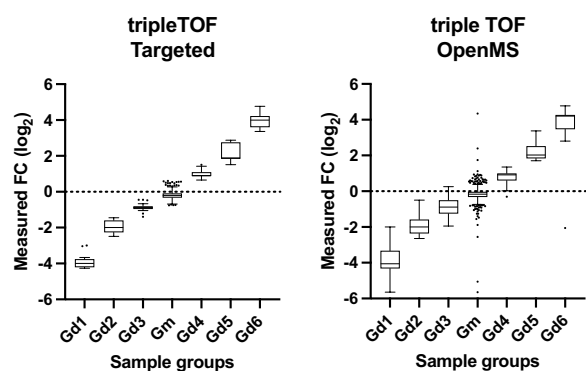 tripleTOF
Targeted
Measured FC (log2)
6
4
2
0
-2
-4
-6
Gd1 Gd2 Gd3 Gm Gd4 Gd5 Gd6
Sample groups
triple TOF
OpenMS
Measured FC (log2)
6
4
2
0
-2
-4
-6
Gd1 Gd2 Gd3 Gm Gd4 Gd5 Gd6
Sample groups